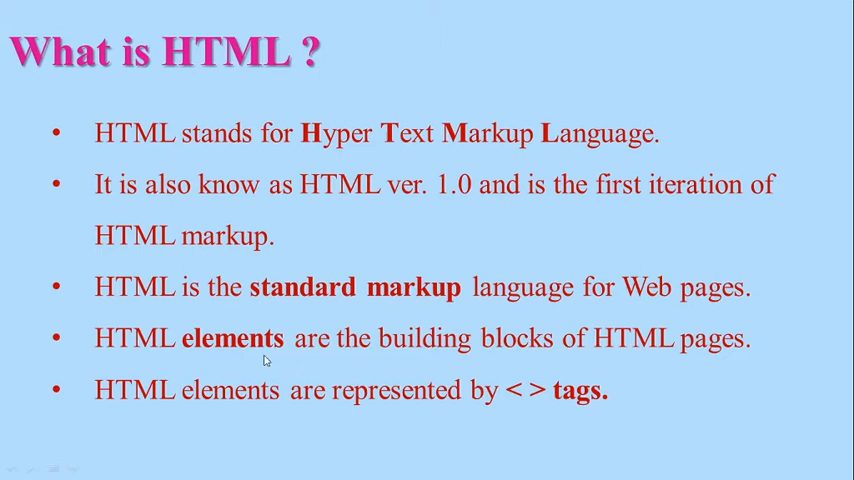 What is HTML ?
• HTML stands for Hyper Text Markup Language.
• It is also know as HTML ver. 1.0 and is the first iteration of
HTML markup.
• HTML is the standard markup language for Web pages.
• HTML elements are the building blocks of HTML pages.
• HTML elements are represented by < > tags.